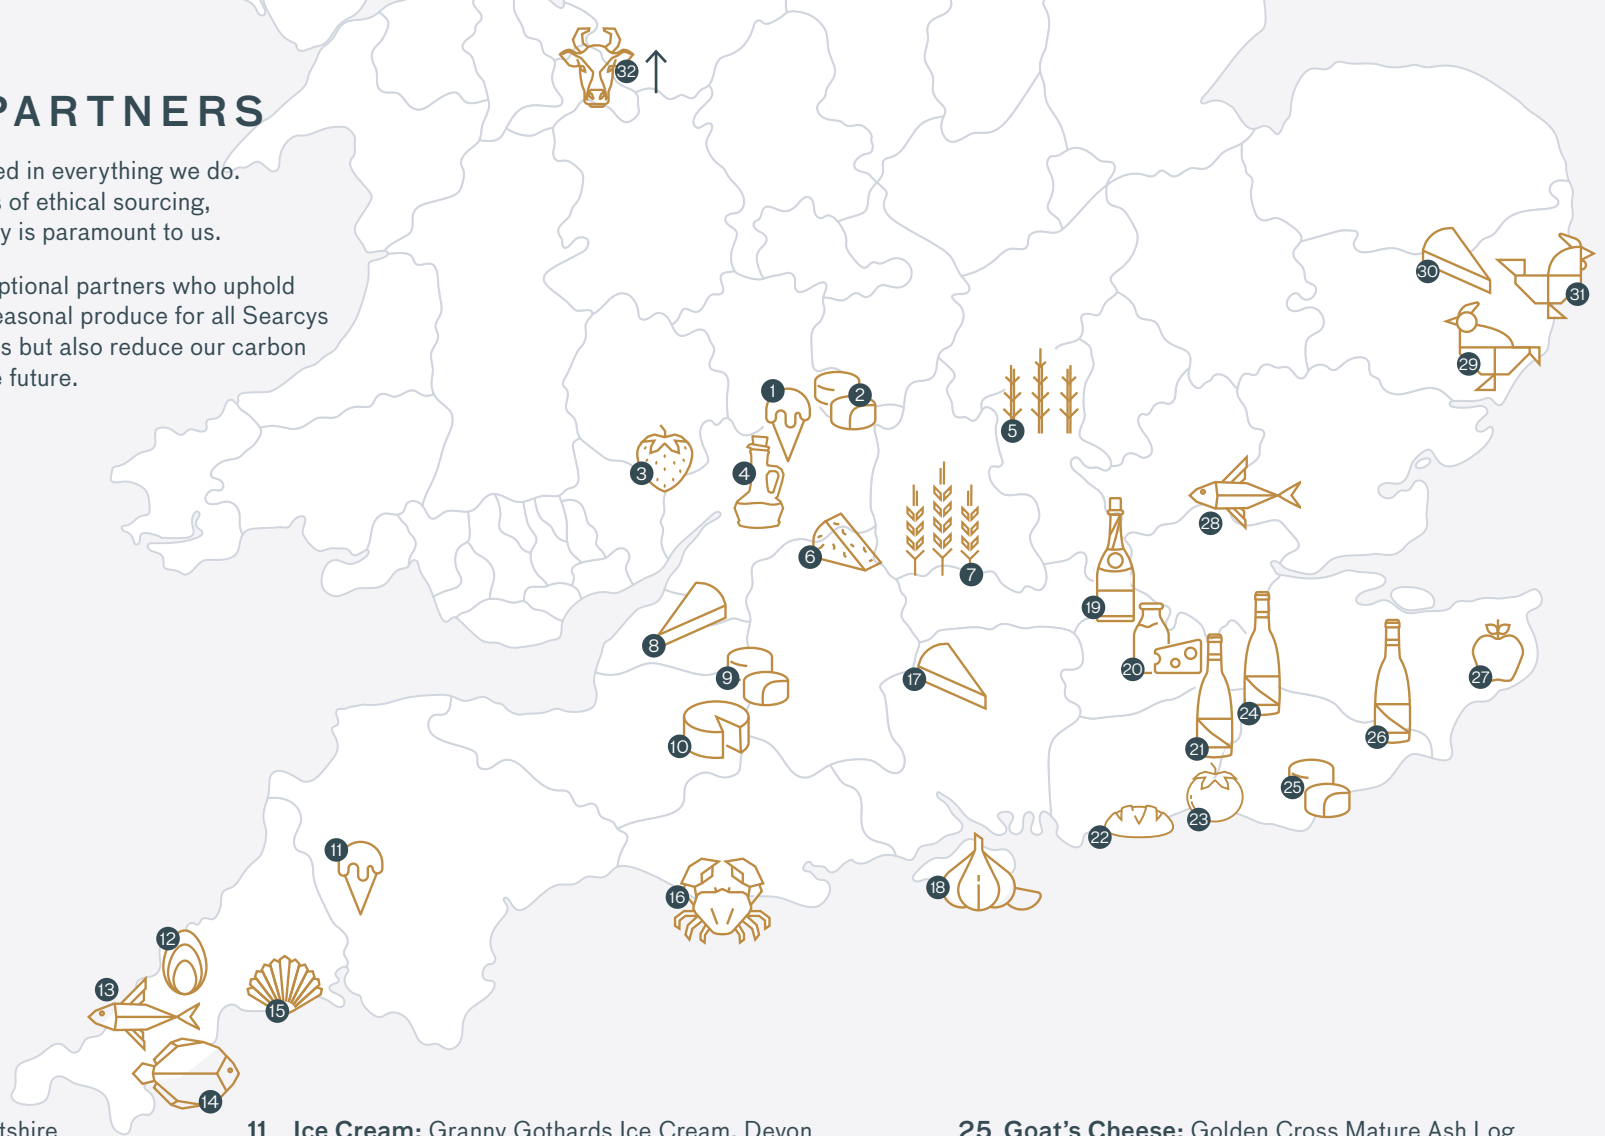 PARTNERS
ed in everything we do.
s of ethical sourcing,
y is paramount to us.
ptional partners who uphold
easonal produce for all Searcys
s but also reduce our carbon
e future.
32
30
31
29
1
2
3
4
5
6
7
28
19
8
9
10
17
20
21
24
26
27
25
22
23
11
16
18
12
13
15
14
tshire
11 Ice Cream: Granny Gothards Ice Cream, Devon
25 Goat's Cheese: Golden Cross Mature Ash Log